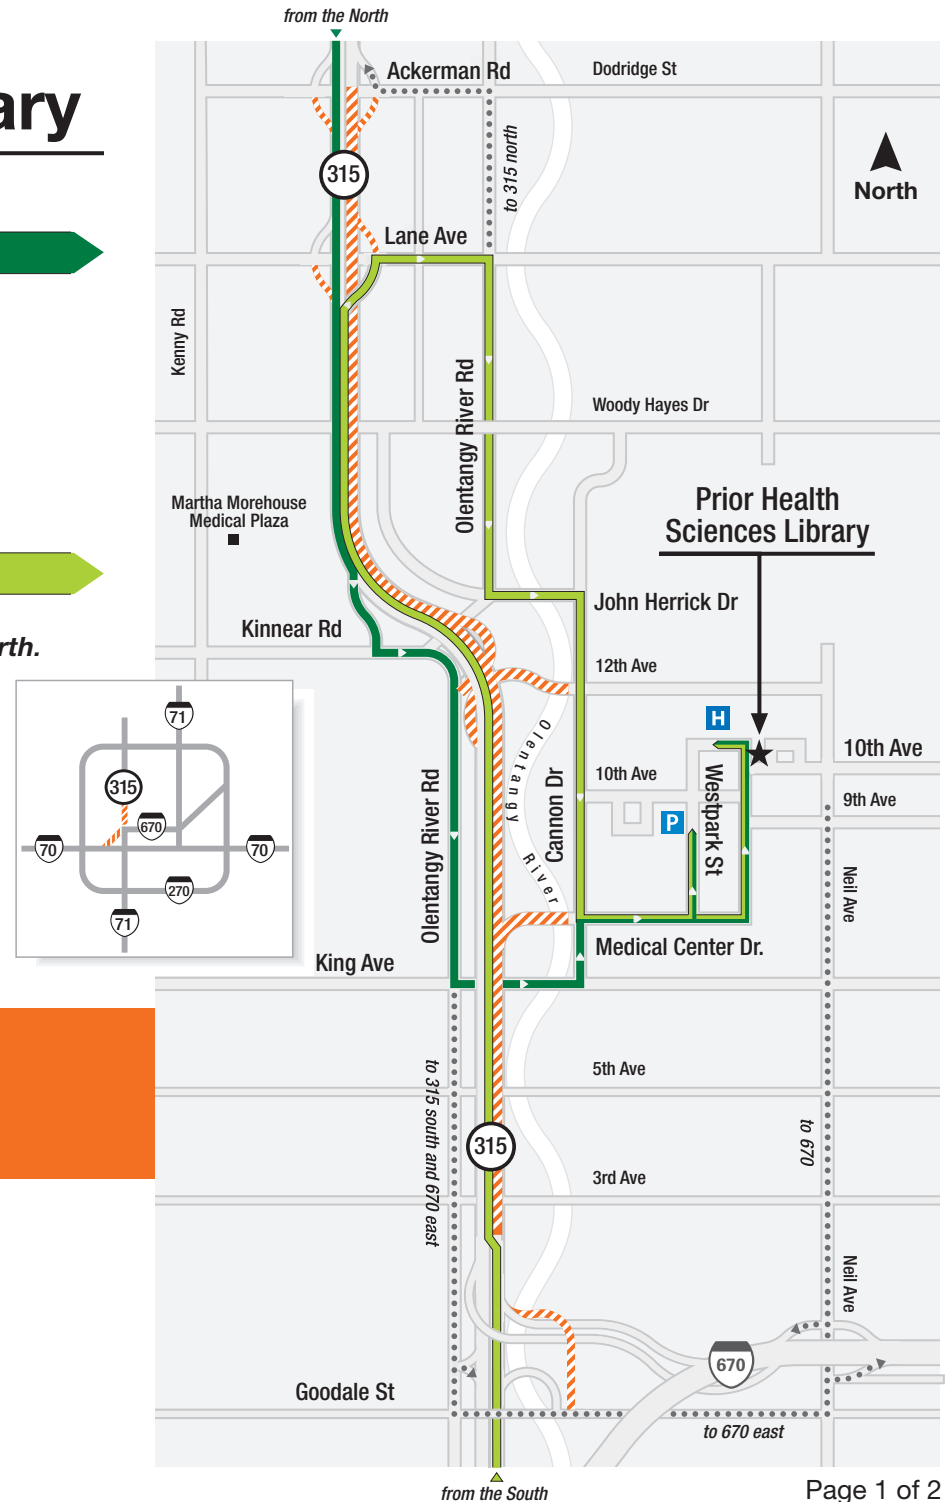 from the North
Ackerman Rd
Dodridge St
ary
to 315 north
315
North
Lane Ave
Kenny Rd
Olentangy River Rd
Woody Hayes Dr
Prior Health
Sciences Library
Martha Morehouse
Medical Plaza
John Herrick Dr
Kinnear Rd
rth.
12th Ave
71
H
Olentangy
River
10th Ave
315
10th Ave
Cannon Dr
Westpark St
9th Ave
670
P
70
70
Olentangy River Rd
Neil Ave
270
71
Medical Center Dr.
King Ave
5th Ave
to 315 south and 670 east
315
to 670
3rd Ave
Neil Ave
670
Goodale St
to 670 east
from the South
Page 1 of 2